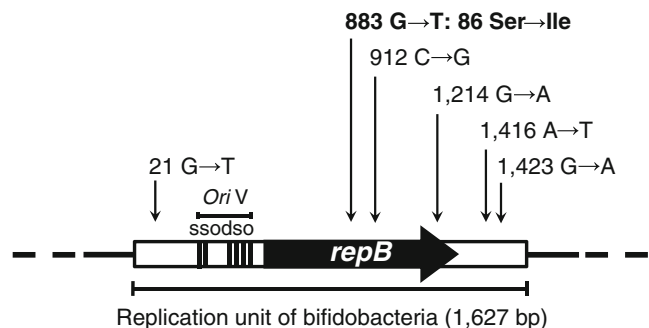 883 G→T: 86 Ser→Ile
912 C→G
1,214 G→A
1,416 A→T
21 G→T
1,423 G→A
Ori V
ssodso
repB
Replication unit of bifidobacteria (1,627 bp)